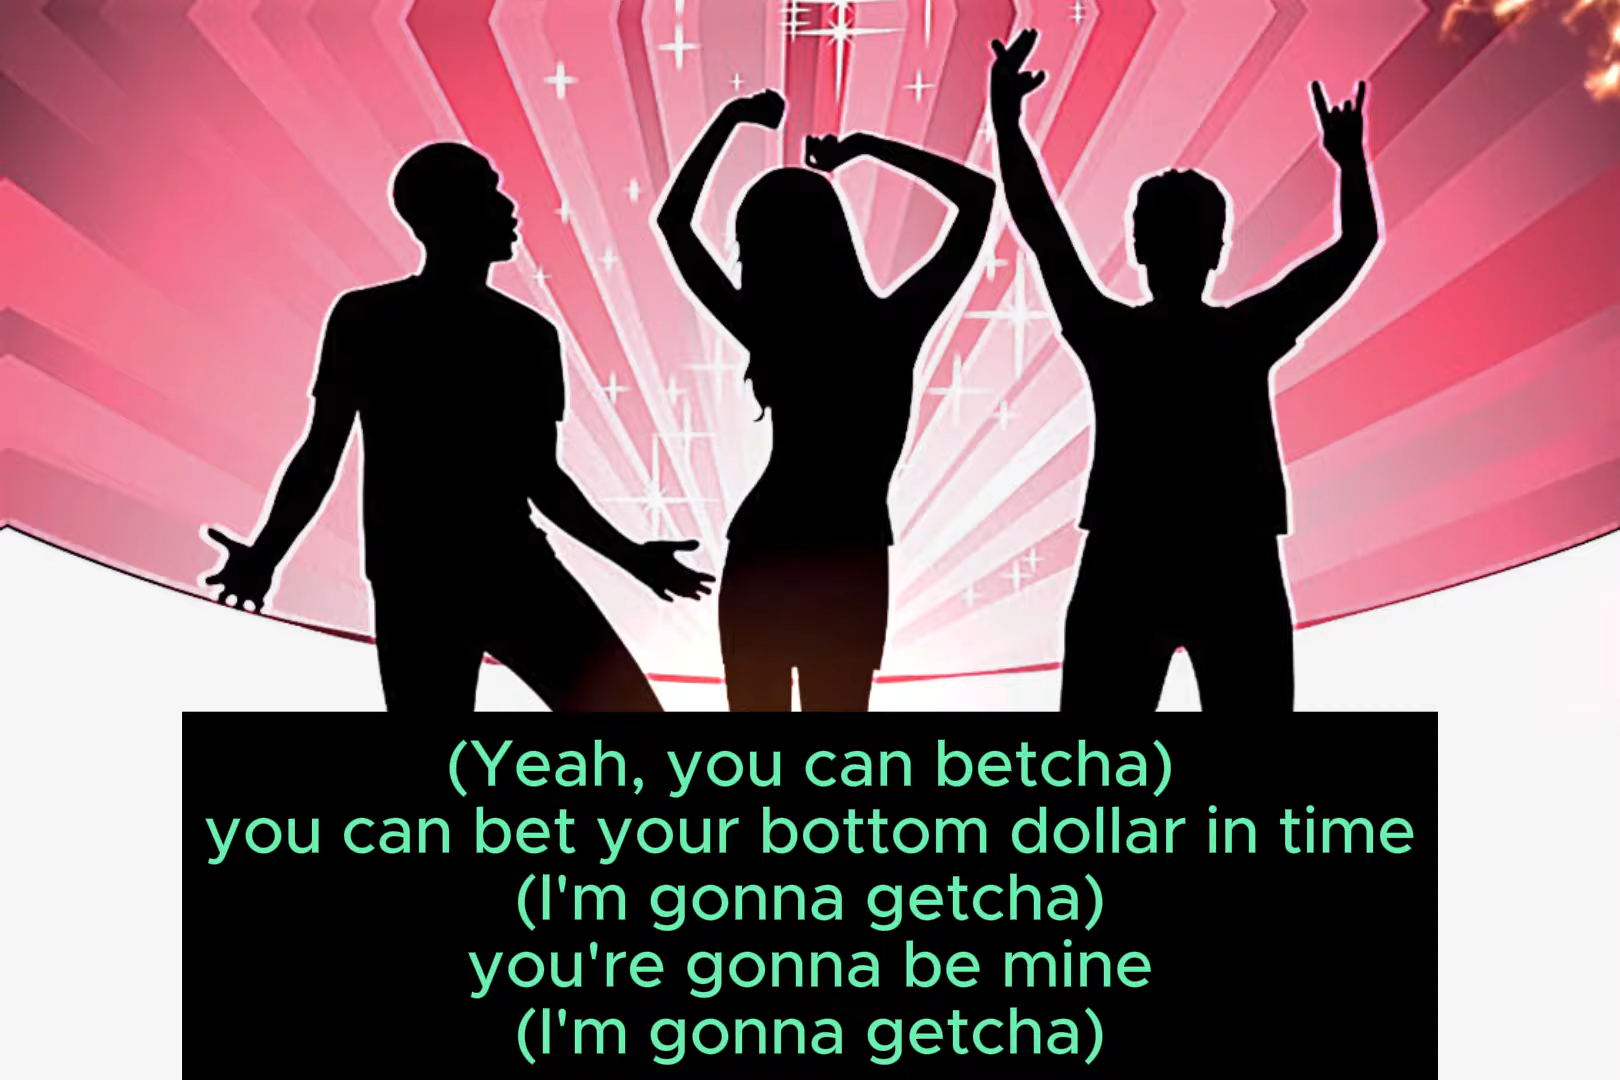 (Yeah, you can betcha)
you can bet your bottom dollar in time
(I'm gonna getcha)
you're gonna be mine
(I'm gonna getcha)